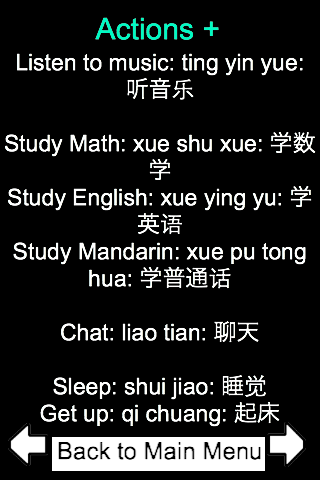 Actions +
Listen to music: ting yin yue:
听音乐
Study Math: xue shu xue: 学数
学
Study English: xue ying yu: 学
英语
Study Mandarin: xue pu tong
hua: 学普通话
Chat: liao tian: 聊天
Sleep: shui jiao: 睡觉
Get up: qi chuang: 起床
Back to Main Menu